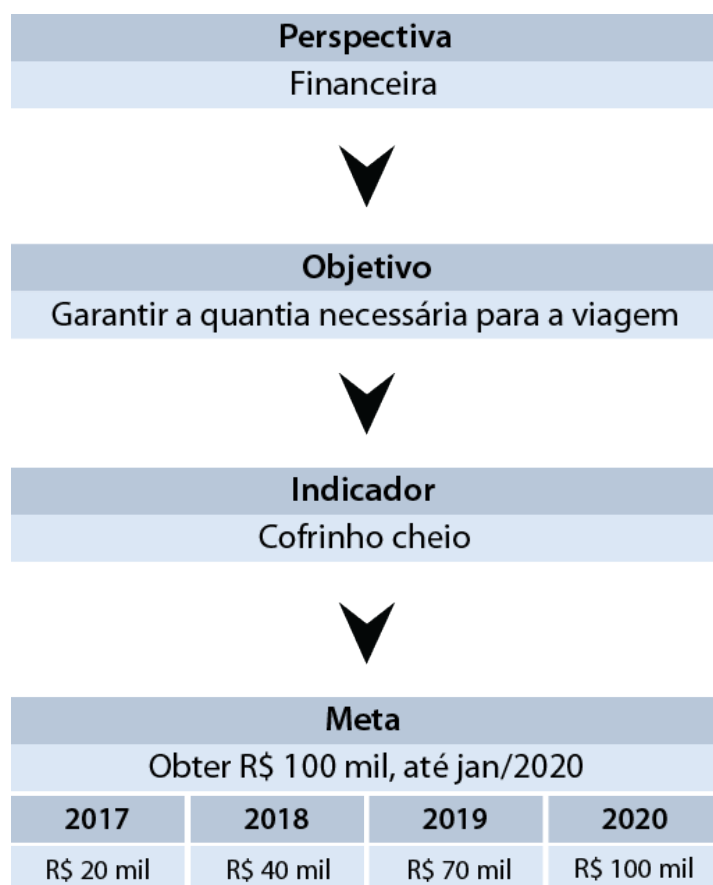 Perspectiva
Financeira
Objetivo
Garantir a quantia necessária para a viagem
Indicador
Cofrinho cheio
Meta
Obter R$ 100 mil, até jan/2020
2017 2018 2019 2020
R$ 20 mil R$ 40 mil R$ 70 mil R$ 100 mil